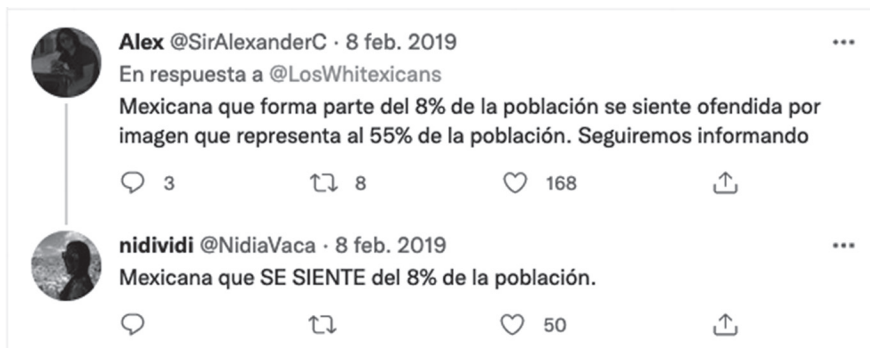 Alex @SirAlexanderC · 8 feb. 2019
En respuesta a @LosWhitexicans
Mexicana que forma parte del 8% de la población se siente ofendida por
imagen que representa al 55% de la población. Seguiremos informando
3 8 168
nidividi @NidiaVaca · 8 feb. 2019
Mexicana que SE SIENTE del 8% de la población.
50